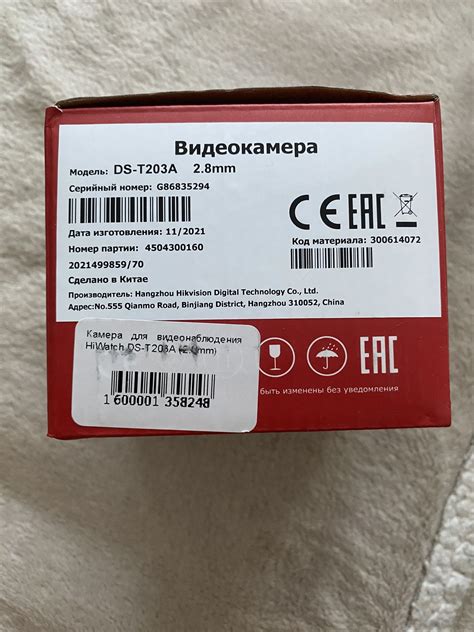 Видеокамера
Модель: DS-T203A 2.8mm
Серийный номер: G86835294
Дата изготовления: 11/2021
Номер партии: 4504300160
2021499859/70
Сделано в Китае
CE EAC
Код материала: 300614072
Производитель: Hangzhou Hikvision Digital Technology Co., Ltd.
Адрес:No.555 Qianmo Road, Binjiang District, Hangzhou 310052, China
Камера для видеонаблюдения
HiWatch DS-T203A
1 600001 358248
EAC
быть изменены без уведомления